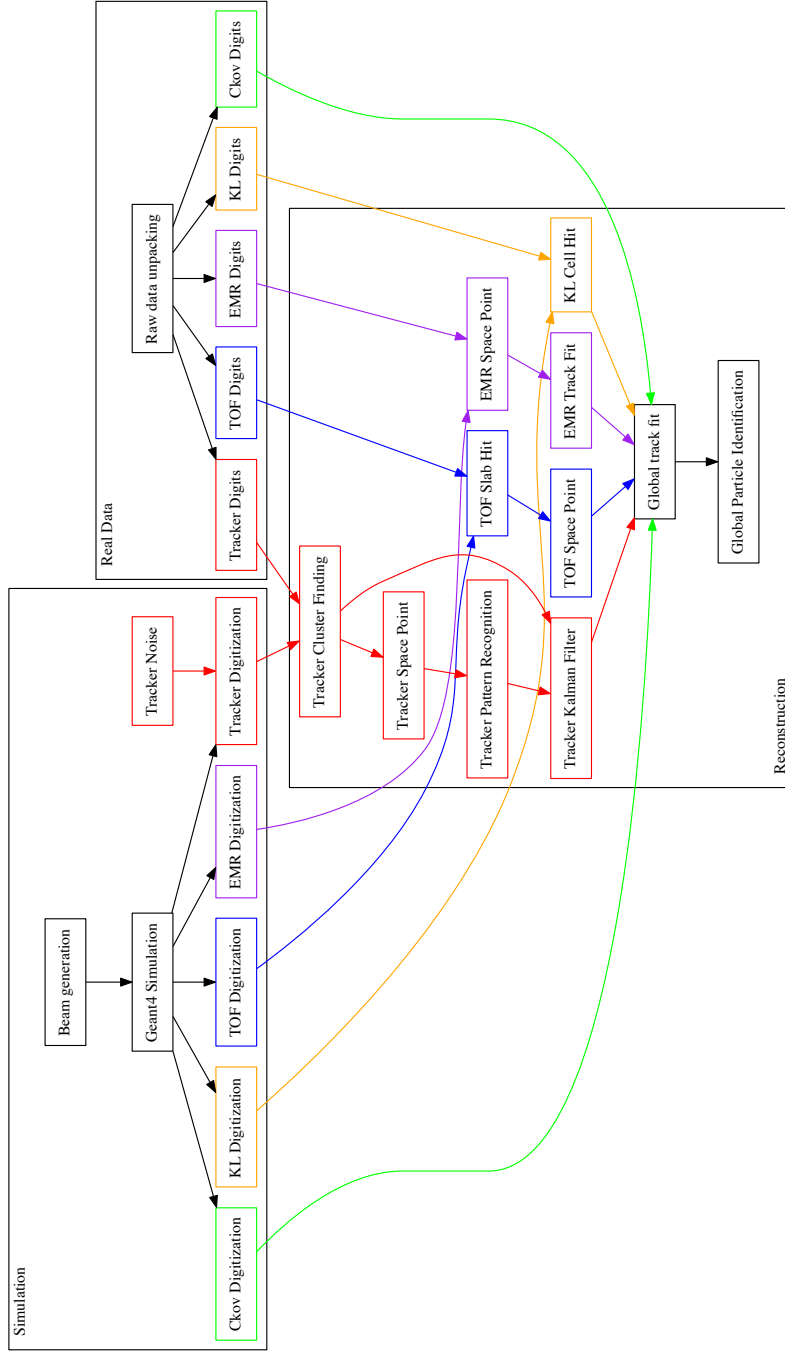 Simulation
Beam generation
Geant4 Simulation
Tracker Noise
Ckov Digitization
KL Digitization
TOF Digitization
EMR Digitization
Tracker Digitization
Real Data
Raw data unpacking
Tracker Digits
TOF Digits
EMR Digits
KL Digits
Ckov Digits
Tracker Cluster Finding
Tracker Space Point
Tracker Pattern Recognition
TOF Slab Hit
EMR Space Point
Tracker Kalman Filter
TOF Space Point
EMR Track Fit
KL Cell Hit
Global track fit
Global Particle Identification
Reconstruction